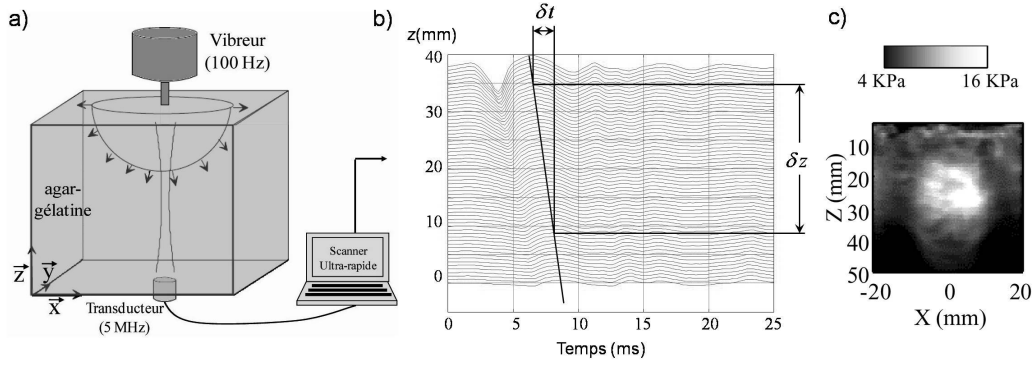 a)
Vibreur
(100 Hz)
agar-
gélatine
z
y
x
Transducteur
(5 MHz)
Scanner
Ultra-rapide
b)
δt
z(mm)
40
30
20
10
0
δz
0 5 10 15 20 25
Temps (ms)
c)
4 KPa 16 KPa
Z (mm)
10
20
30
40
50
-20 0 20
X (mm)